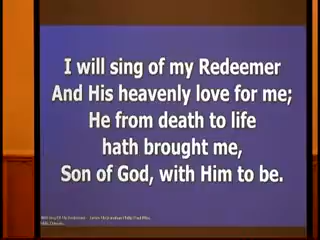 I will sing of my Redeemer
And His heavenly love for me;
He from death to life
hath brought me,
Son of God, with Him to be.